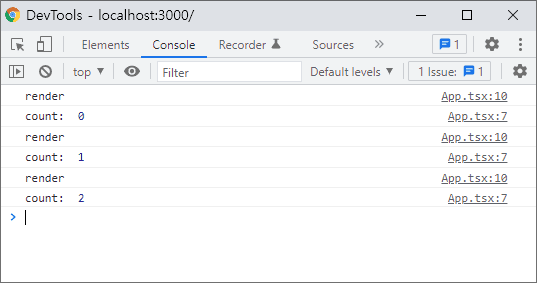 DevTools - localhost:3000/
Elements Console Recorder Sources » 1
top ▾ Filter Default levels ▾ 1 Issue: 1
render App.tsx:10
count: 0 App.tsx:7
render App.tsx:10
count: 1 App.tsx:7
render App.tsx:10
count: 2 App.tsx:7
>